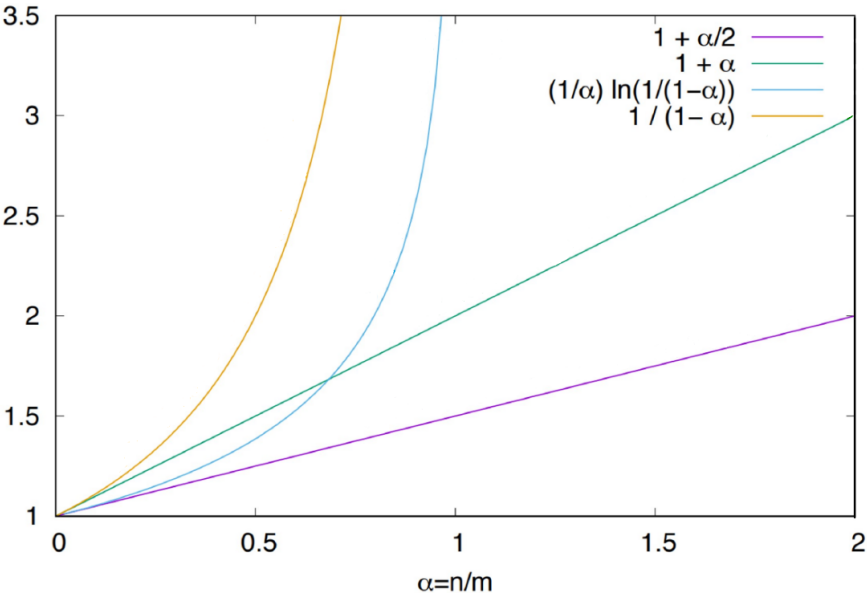 3.5
3
2.5
2
1.5
1
1 + α/2
1 + α
(1/α) ln(1/(1−α))
1 / (1− α)
0 0.5 1 1.5 2
α=n/m